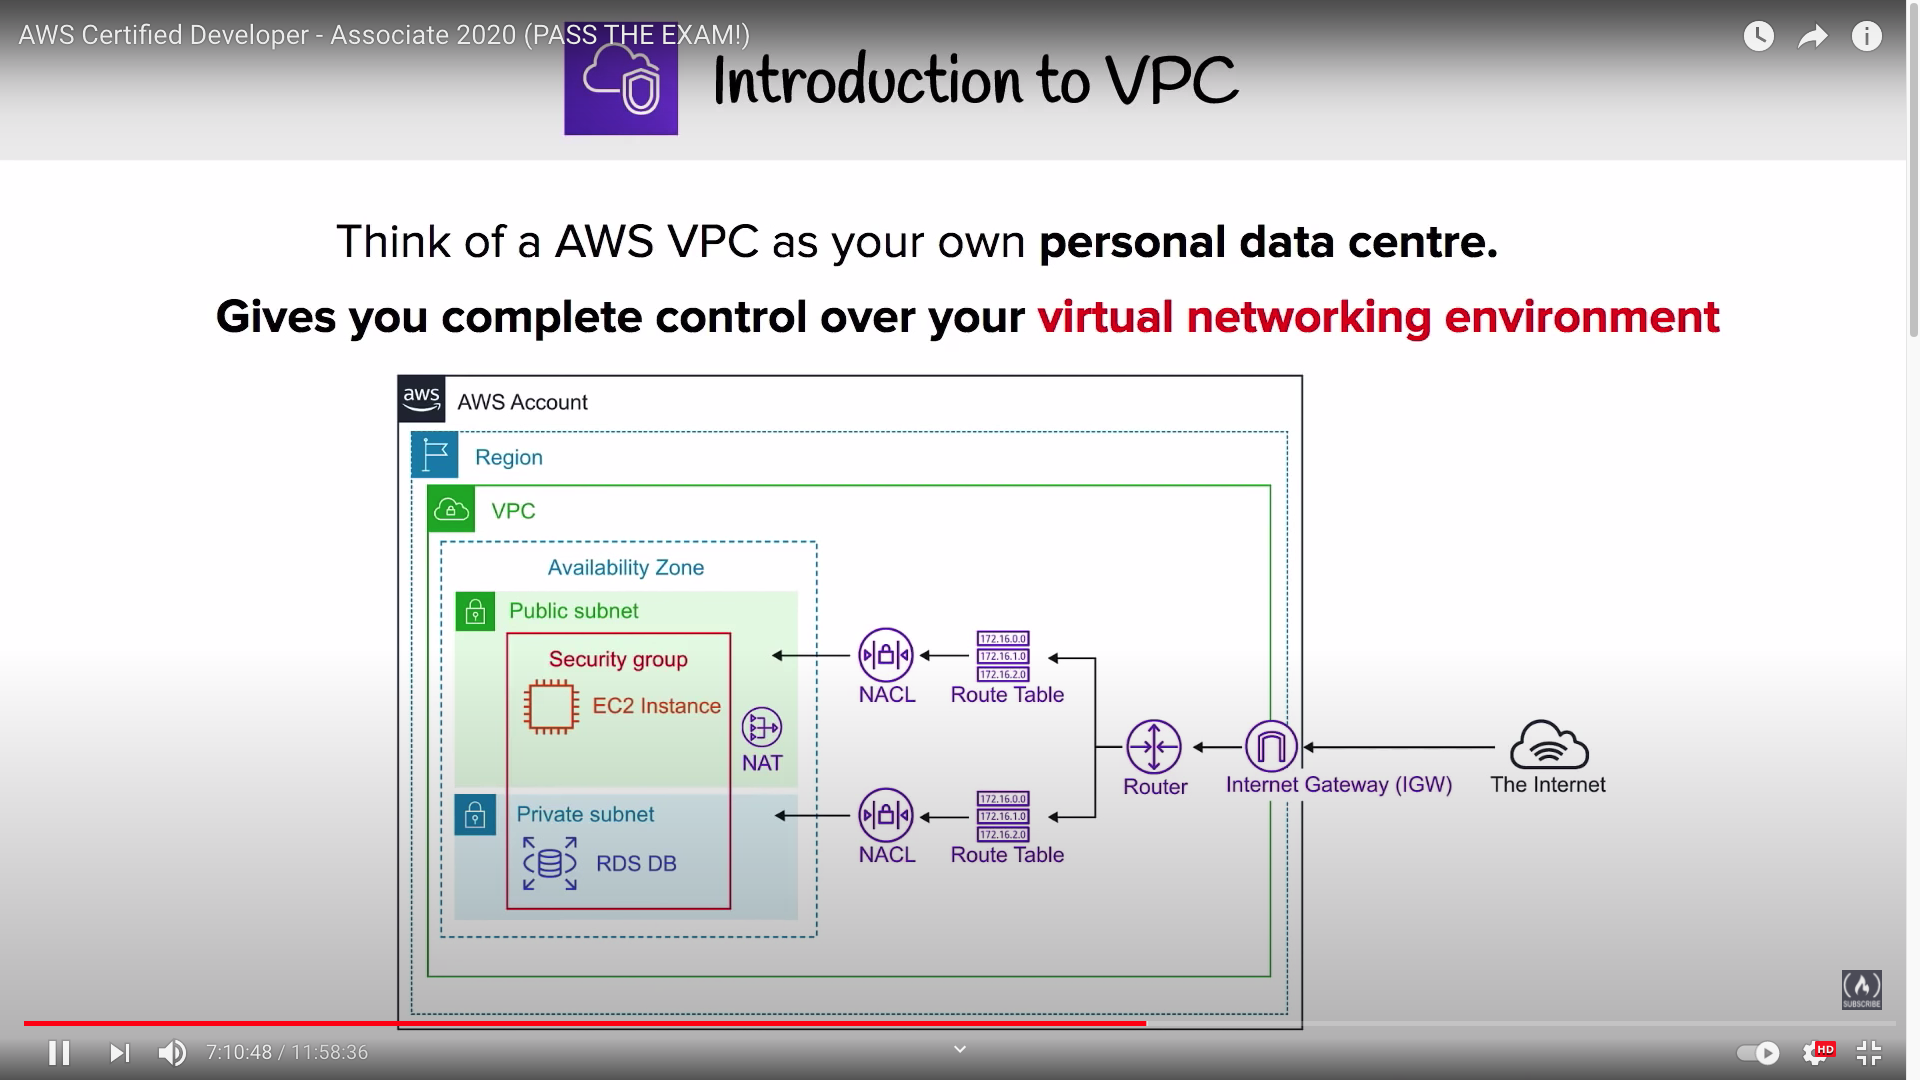 AWS Certified Developer - Associate 2020 (PASS THE EXAM!)
Introduction to VPC
Think of a AWS VPC as your own personal data centre.
Gives you complete control over your virtual networking environment
aws
AWS Account
Region
VPC
Availability Zone
Public subnet
Security group
EC2 Instance
NAT
Private subnet
RDS DB
NACL
172.16.0.0
172.16.1.0
172.16.2.0
Route Table
NACL
172.16.0.0
172.16.1.0
172.16.2.0
Route Table
Router
Internet Gateway (IGW)
The Internet
SUBSCRIBE
7:10:48 / 11:58:36
HD